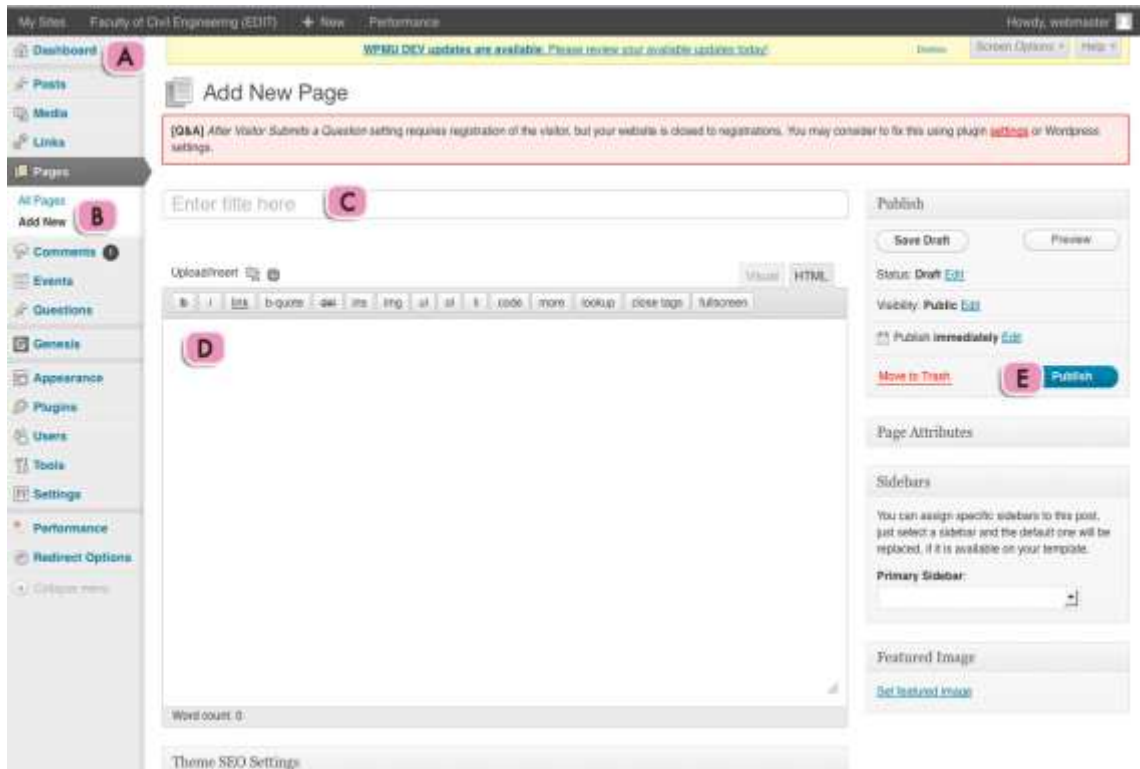 My Sites Faculty of Civil Engineering (EDIT) + New Performance Howdy, webmaster
Dashboard A
WPMU DEV updates are available. Please review your available updates today!
Dismiss
Screen Options Help
Posts
Media
Links
Pages
All Pages
Add New B
Comments
Events
Questions
Genesis
Appearance
Plugins
Users
Tools
Settings
Performance
Redirect Options
Collapse menu
Add New Page
[Q&A] After Visitor Submits a Question setting requires registration of the visitor, but your website is closed to registrations. You may consider to fix this using plugin settings or Wordpress
settings.
Enter title here C
Upload/Insert
Visual HTML
b i link b-quote del ins img ul ol li code more lookup close tags fullscreen
D
Word count: 0
Theme SEO Settings
Publish
Save Draft Preview
Status: Draft Edit
Visibility: Public Edit
Publish immediately Edit
Move to Trash E Publish
Page Attributes
Sidebars
You can assign specific sidebars to this post,
just select a sidebar and the default one will be
replaced, if it is available on your template.
Primary Sidebar:
Featured Image
Set featured image